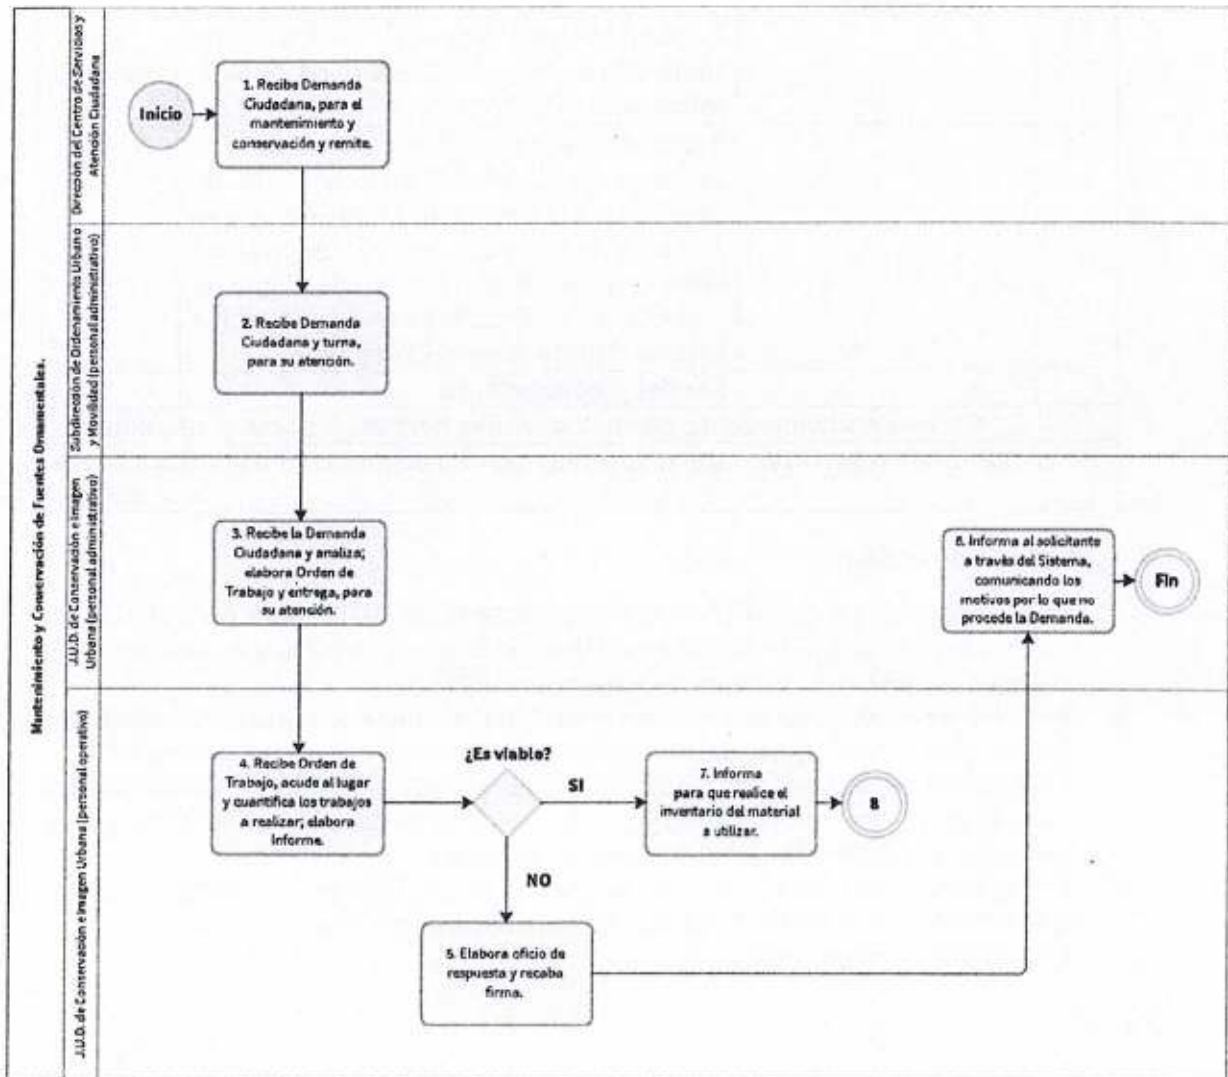 Mantenimiento y Conservación de Fuentes Ornamentales.
Dirección del Centro de Servicios y
Atención Ciudadana
Inicio
1. Recibe Demanda
Ciudadana, para el
mantenimiento y
conservación y remite.
Subdirección de Ordenamiento Urbano
y Movilidad (personal administrativo)
2. Recibe Demanda
Ciudadana y turna,
para su atención.
J.U.D. de Conservación e Imagen
Urbana (personal administrativo)
3. Recibe la Demanda
Ciudadana y analiza;
elabora Orden de
Trabajo y entrega, para
su atención.
6. Informa al solicitante
a través del Sistema,
comunicando los
motivos por lo que no
procede la Demanda.
Fin
J.U.D. de Conservación e Imagen Urbana (personal operativo)
4. Recibe Orden de
Trabajo, acude al lugar
y cuantifica los trabajos
a realizar; elabora
Informe.
¿Es viable?
SI
7. Informa
para que realice el
inventario del material
a utilizar.
NO
5. Elabora oficio de
respuesta y recaba
firma.